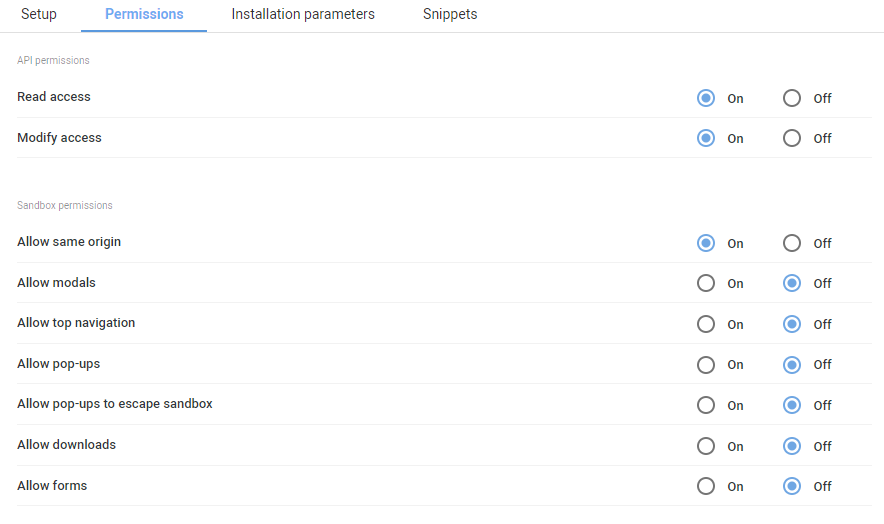 Setup Permissions Installation parameters Snippets
API permissions
Read access On Off
Modify access On Off
Sandbox permissions
Allow same origin On Off
Allow modals On Off
Allow top navigation On Off
Allow pop-ups On Off
Allow pop-ups to escape sandbox On Off
Allow downloads On Off
Allow forms On Off